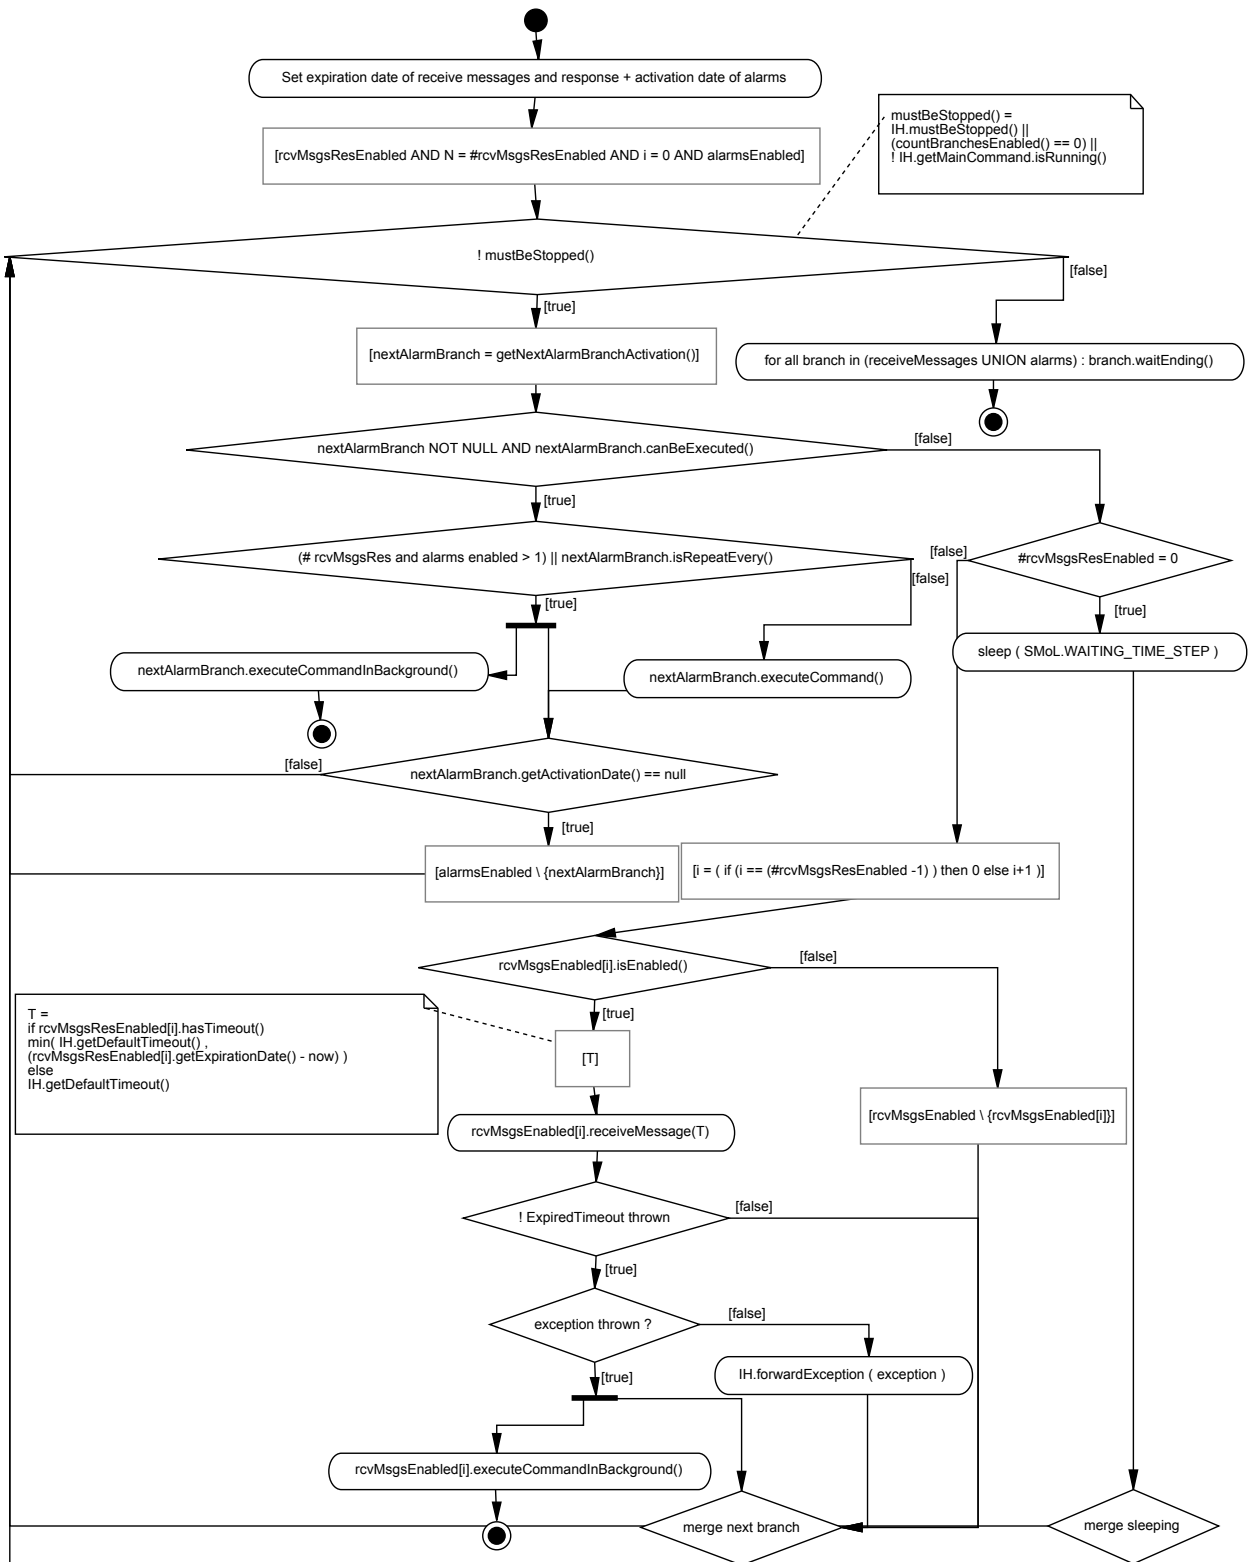 Set expiration date of receive messages and response + activation date of alarms
mustBeStopped() =
IH.mustBeStopped() ||
(countBranchesEnabled() == 0) ||
! IH.getMainCommand.isRunning()
[rcvMsgsResEnabled AND N = #rcvMsgsResEnabled AND i = 0 AND alarmsEnabled]
! mustBeStopped()
[false]
[true]
[nextAlarmBranch = getNextAlarmBranchActivation()]
for all branch in (receiveMessages UNION alarms) : branch.waitEnding()
nextAlarmBranch NOT NULL AND nextAlarmBranch.canBeExecuted()
[false]
[true]
(# rcvMsgsRes and alarms enabled > 1) || nextAlarmBranch.isRepeatEvery()
[false]
#rcvMsgsResEnabled = 0
[false]
[true]
[true]
nextAlarmBranch.executeCommandInBackground()
nextAlarmBranch.executeCommand()
sleep ( SMoL.WAITING_TIME_STEP )
[false]
nextAlarmBranch.getActivationDate() == null
[true]
[alarmsEnabled \ {nextAlarmBranch}]
[i = ( if (i == (#rcvMsgsResEnabled -1) ) then 0 else i+1 )]
rcvMsgsEnabled[i].isEnabled()
[false]
[true]
T =
if rcvMsgsResEnabled[i].hasTimeout()
min( IH.getDefaultTimeout() ,
(rcvMsgsResEnabled[i].getExpirationDate() - now) )
else
IH.getDefaultTimeout()
[T]
[rcvMsgsEnabled \ {rcvMsgsEnabled[i]}]
rcvMsgsEnabled[i].receiveMessage(T)
! ExpiredTimeout thrown
[false]
[true]
exception thrown ?
[false]
[true]
IH.forwardException ( exception )
rcvMsgsEnabled[i].executeCommandInBackground()
merge next branch
merge sleeping